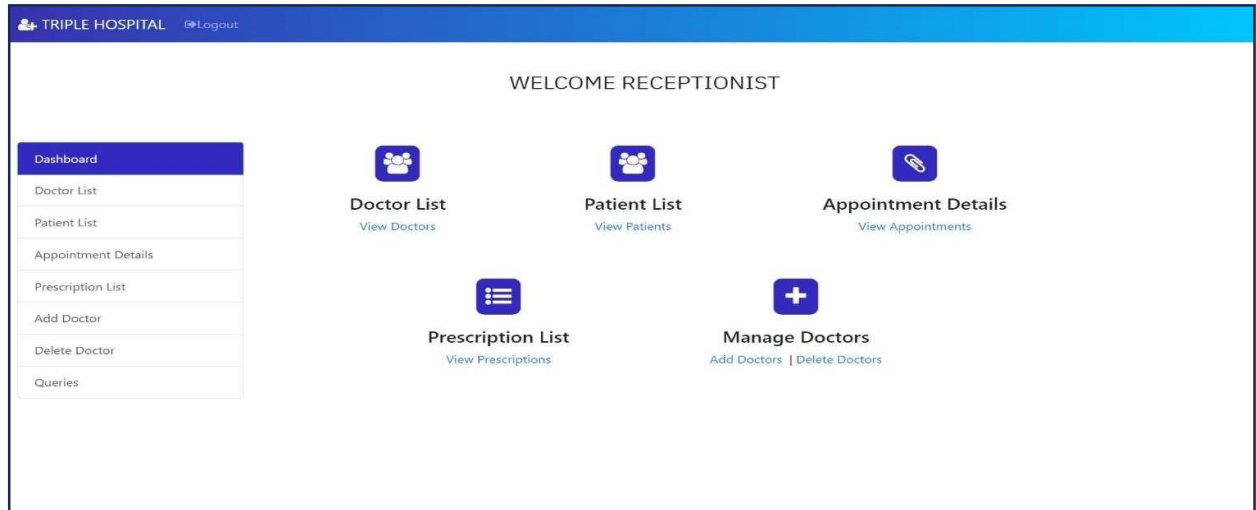 TRIPLE HOSPITAL Logout
WELCOME RECEPTIONIST
Dashboard
Doctor List
Patient List
Appointment Details
Prescription List
Add Doctor
Delete Doctor
Queries
Doctor List
View Doctors
Patient List
View Patients
Appointment Details
View Appointments
Prescription List
View Prescriptions
Manage Doctors
Add Doctors | Delete Doctors